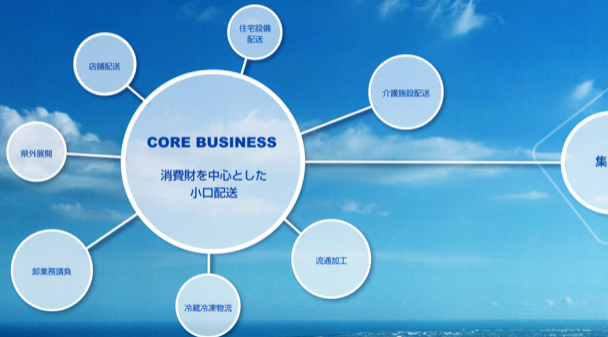 住宅設備
配送
店舗配送
介護施設配送
CORE BUSINESS
県外展開
消費財を中心とした
小口配送
集
卸業務請負
流通加工
冷蔵冷凍物流